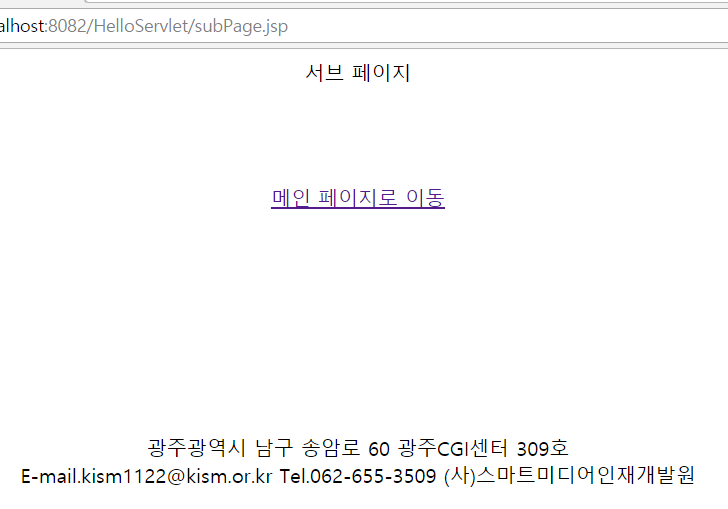 alhost:8082/HelloServlet/subPage.jsp
서브 페이지
메인 페이지로 이동
광주광역시 남구 송암로 60 광주CGI센터 309호
E-mail.kism1122@kism.or.kr Tel.062-655-3509 (사)스마트미디어인재개발원